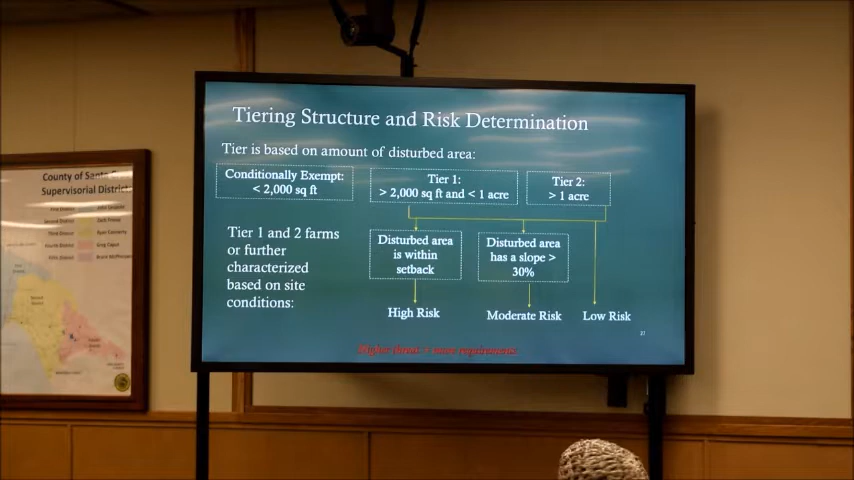 Tiering Structure and Risk Determination
Tier is based on amount of disturbed area:
Conditionally Exempt:
< 2,000 sq ft
Tier 1:
> 2,000 sq ft and < 1 acre
Tier 2:
> 1 acre
Tier 1 and 2 farms
or further
characterized
based on site
conditions:
Disturbed area
is within
setback
Disturbed area
has a slope >
30%
High Risk
Moderate Risk
Low Risk
Higher threat = more requirements
County of
Supervisorial District